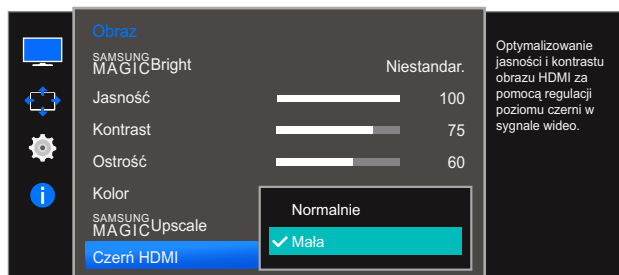 Obraz
SAMSUNG
MAGICBright
Niestandar.
Jasność
100
Kontrast
75
Ostrość
60
Kolor
SAMSUNG
MAGICUpscale
Czerń HDMI
Normalnie
Mała
Optymalizowanie
jasności i kontrastu
obrazu HDMI za
pomocą regulacji
poziomu czerni w
sygnale wideo.